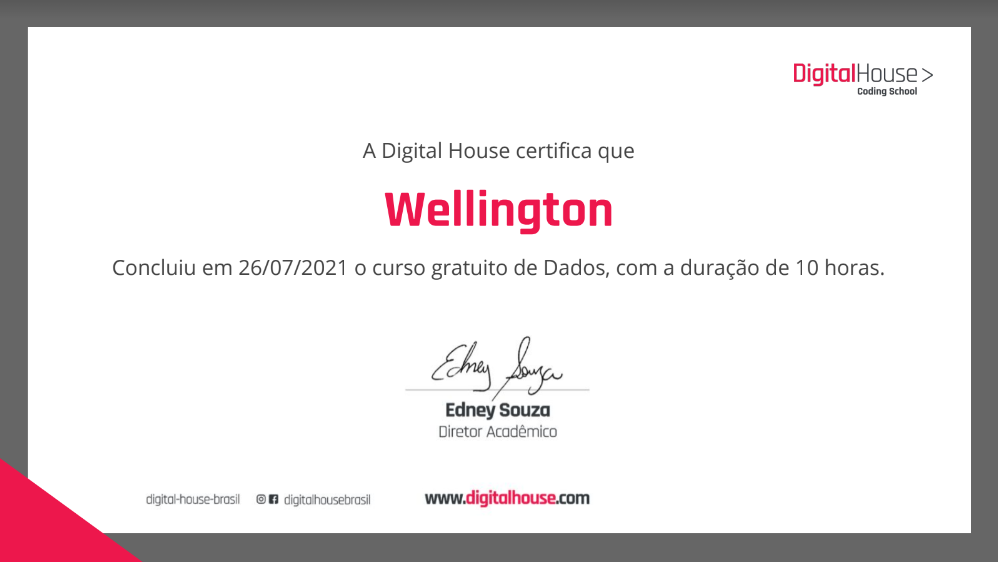 DigitalHouse>
Coding School
A Digital House certifica que
Wellington
Concluiu em 26/07/2021 o curso gratuito de Dados, com a duração de 10 horas.
Edney Souza
Edney Souza
Diretor Acadêmico
digital-house-brasil digitalhousebrasil www.digitalhouse.com